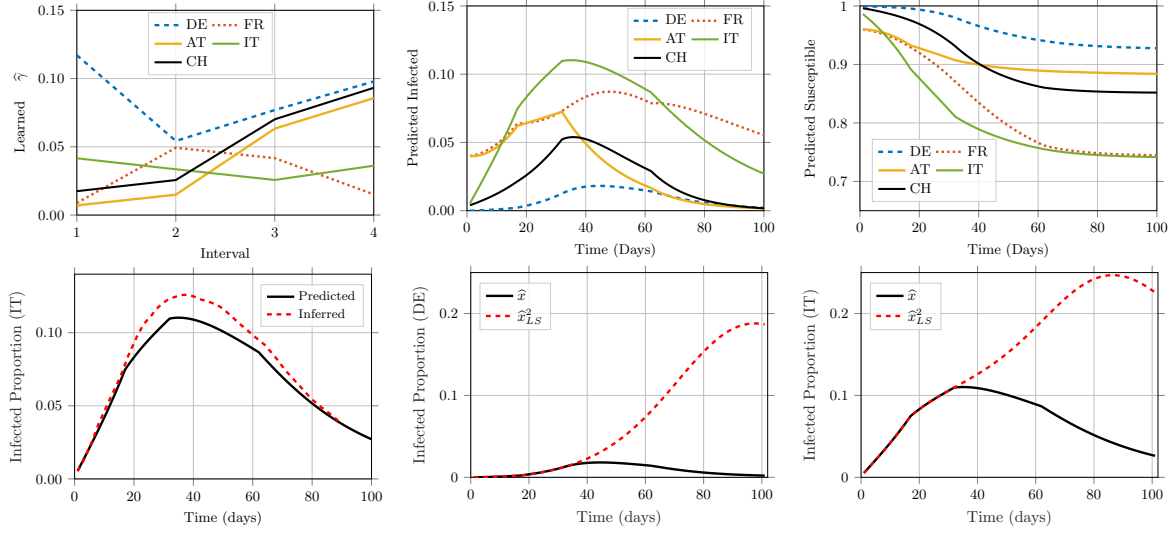 0.15
0.10
0.05
0.00
Learned γ̂
DE FR
AT IT
CH
1 2 3 4
Interval
0.15
0.10
0.05
0.00
Predicted Infected
DE FR
AT IT
CH
0 20 40 60 80 100
Time (Days)
1
0.9
0.8
0.7
Predicted Susceptible
DE FR
AT IT
CH
0 20 40 60 80 100
Time (Days)
0.10
0.05
0.00
Infected Proportion (IT)
Predicted
Inferred
0 20 40 60 80 100
Time (days)
0.2
0.1
0
Infected Proportion (DE)
x̂
x̂²_LS
0 20 40 60 80 100
Time (days)
0.2
0.1
0
Infected Proportion (IT)
x̂
x̂²_LS
0 20 40 60 80 100
Time (days)